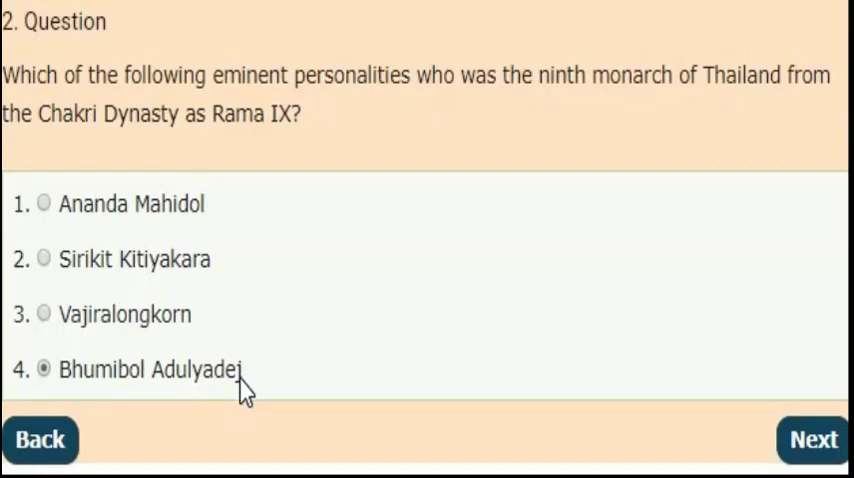 2. Question
Which of the following eminent personalities who was the ninth monarch of Thailand from
the Chakri Dynasty as Rama IX?
1. Ananda Mahidol
2. Sirikit Kitiyakara
3. Vajiralongkorn
4. Bhumibol Adulyadej
Back Next